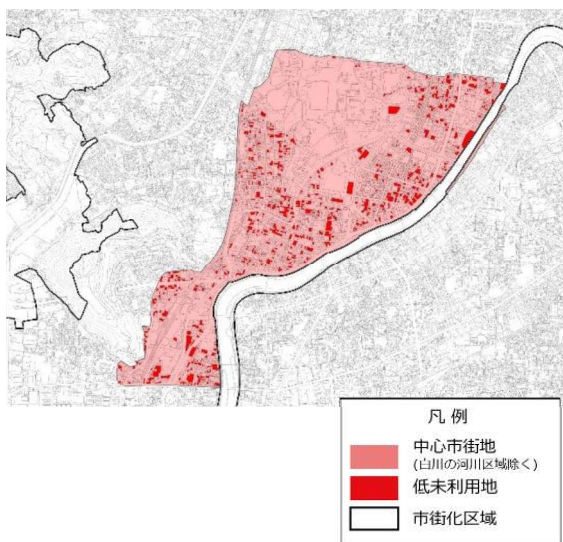 凡 例
中心市街地
(白川の河川区域除く)
低未利用地
市街化区域